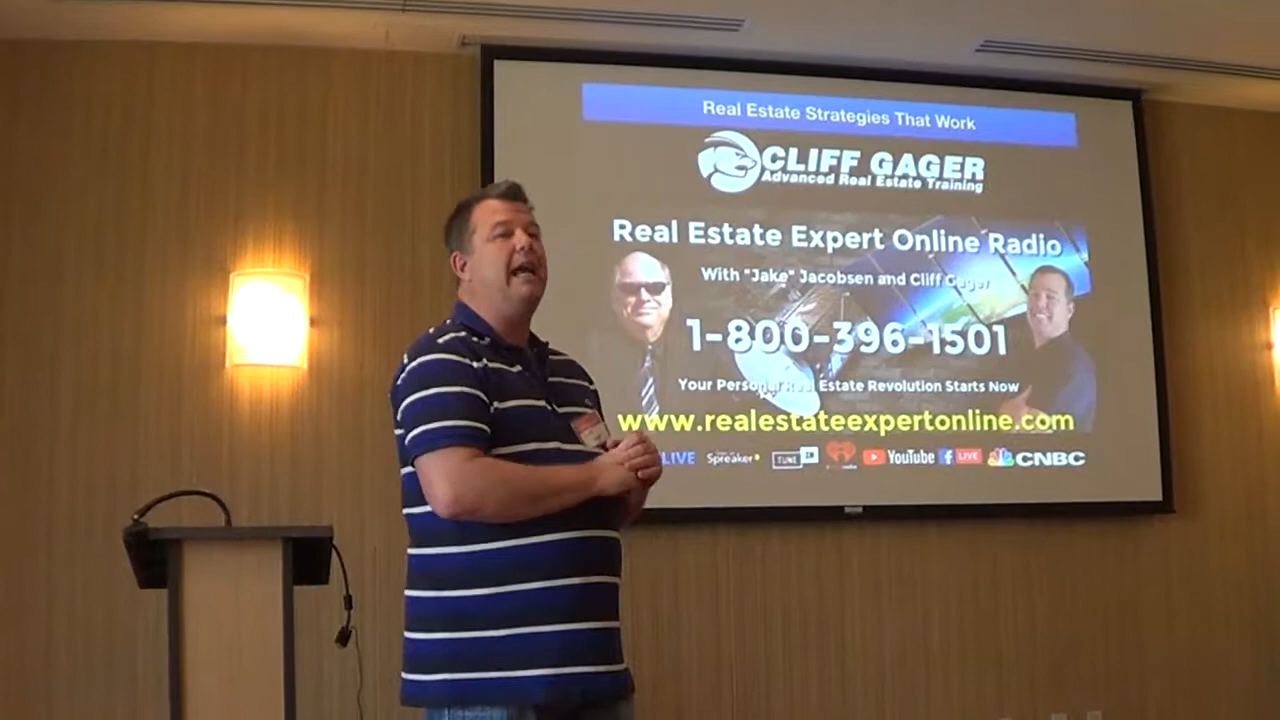 Real Estate Strategies That Work
CLIFF GAGER
Advanced Real Estate Training
Real Estate Expert Online Radio
With "Jake" Jacobsen and Cliff Gager
1-800-396-1501
Your Personal Real Estate Revolution Starts Now
www.realestateexpertonline.com
LIVE Spreaker TUNE IN YouTube f LIVE CNBC